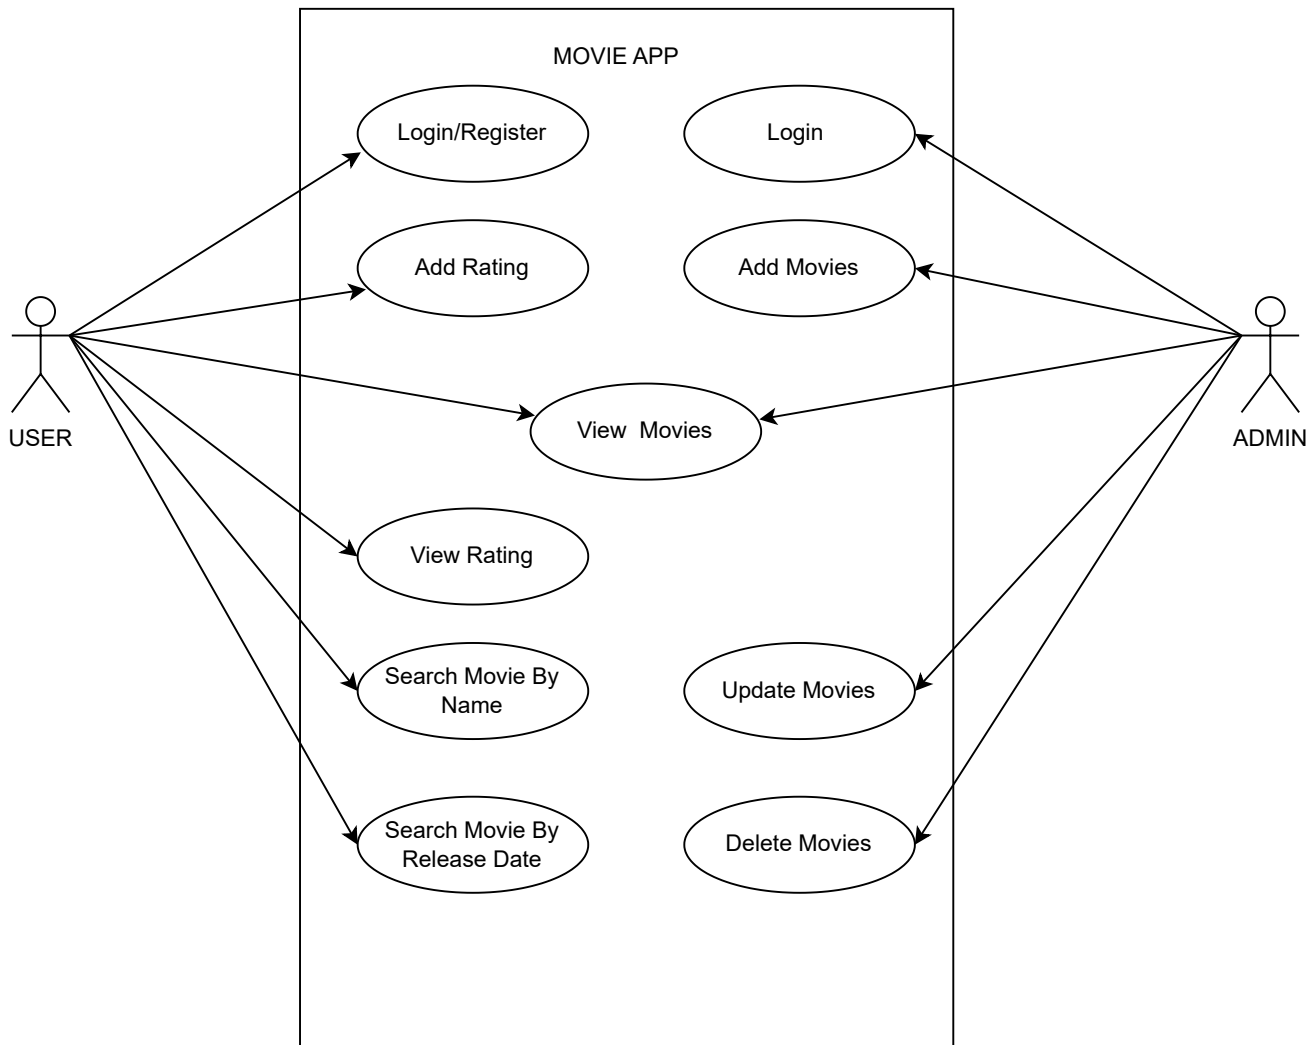 MOVIE APP
Login/Register
Login
Add Rating
Add Movies
View  Movies
USER
ADMIN
View Rating
Search Movie By
Name
Update Movies
Search Movie By
Release Date
Delete Movies